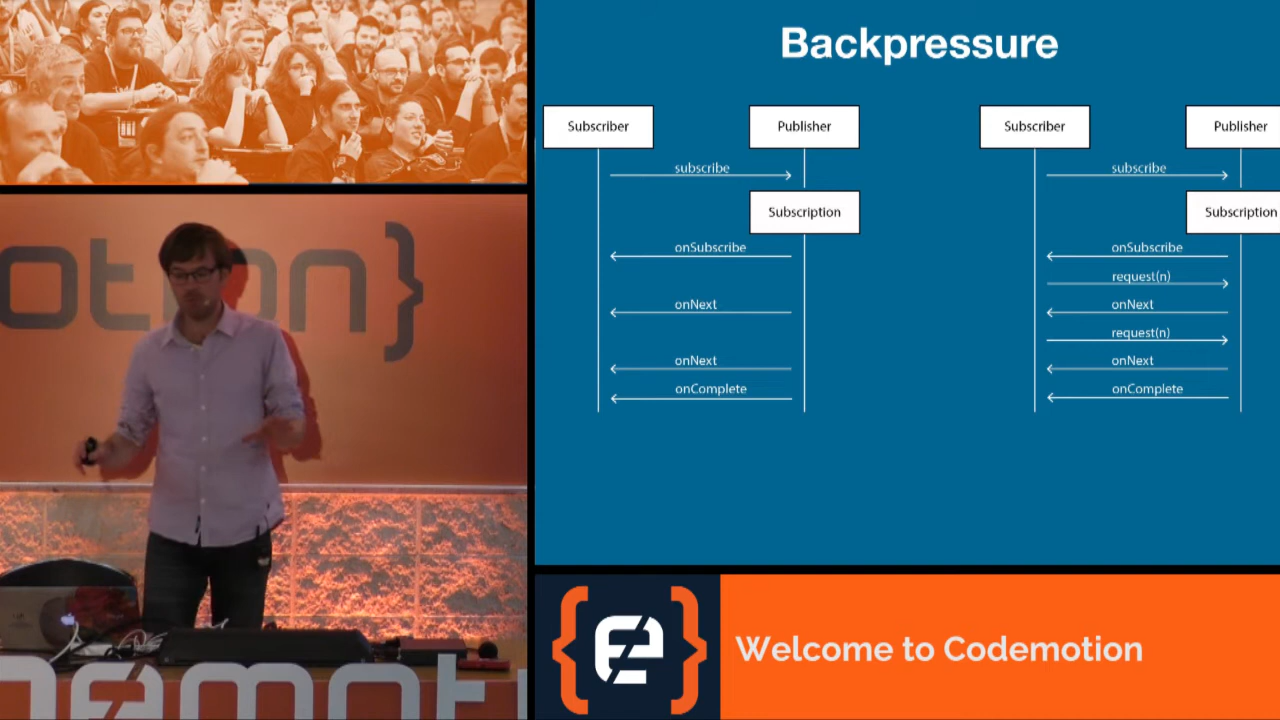 Backpressure
Subscriber
Publisher
subscribe
Subscription
onSubscribe
onNext
onNext
onComplete
Subscriber
Publisher
subscribe
Subscription
onSubscribe
request(n)
onNext
request(n)
onNext
onComplete
otion}
Welcome to Codemotion